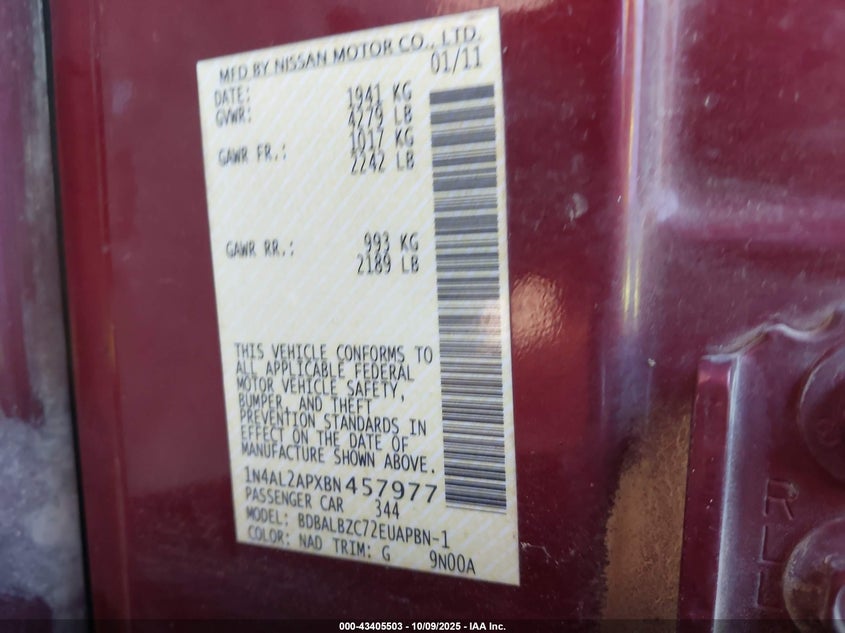 MFD BY NISSAN MOTOR CO., LTD.
DATE: 01/11
GVWR: 1941 KG
4279 LB
GAWR FR.: 1017 KG
2242 LB
GAWR RR.: 993 KG
2189 LB
THIS VEHICLE CONFORMS TO
ALL APPLICABLE FEDERAL
MOTOR VEHICLE SAFETY,
BUMPER, AND THEFT
PREVENTION STANDARDS IN
EFFECT ON THE DATE OF
MANUFACTURE SHOWN ABOVE.
1N4AL2APXBN457977
PASSENGER CAR 344
MODEL: BDBALBZC72EUAPBN-1
COLOR: NAD TRIM: G 9N00A
000-43405503 - 10/09/2025 - IAA Inc.